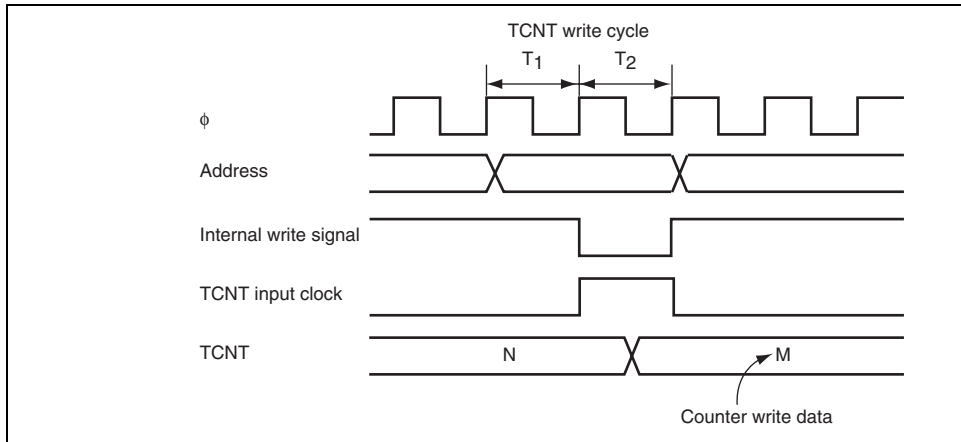 TCNT write cycle
T1 T2
ϕ
Address
Internal write signal
TCNT input clock
TCNT N M
Counter write data